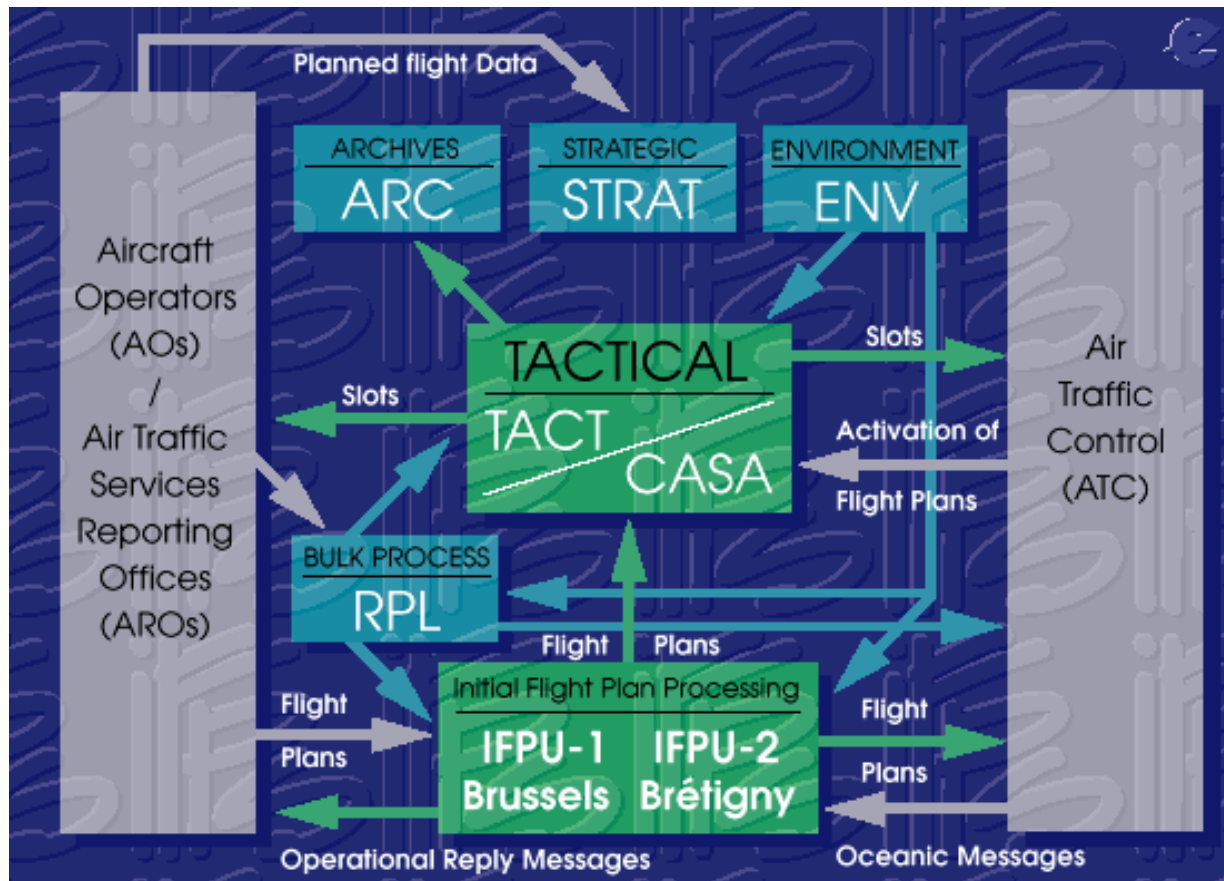 Planned flight Data
ARCHIVES
ARC
STRATEGIC
STRAT
ENVIRONMENT
ENV
Aircraft
Operators
(AOs)
/
Air Traffic
Services
Reporting
Offices
(AROs)
TACTICAL
TACT
CASA
Slots
Slots
Activation of
Flight Plans
Air
Traffic
Control
(ATC)
BULK PROCESS
RPL
Flight Plans
Initial Flight Plan Processing
IFPU-1
Brussels
IFPU-2
Brétigny
Flight
Plans
Flight
Plans
Operational Reply Messages
Oceanic Messages